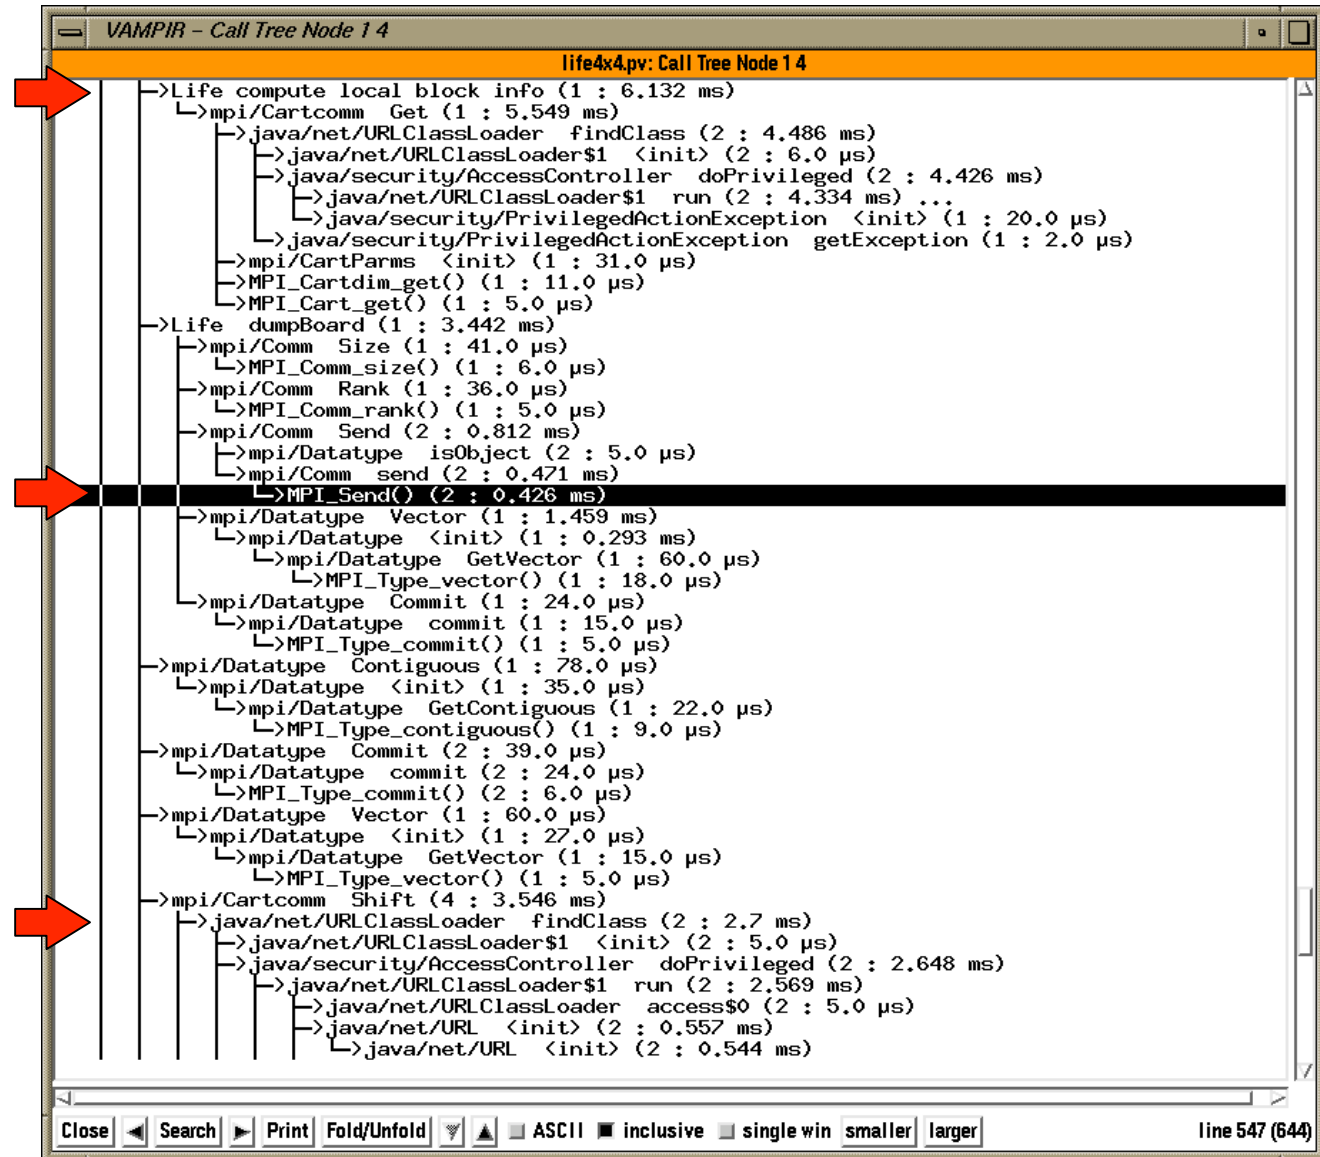 VAMPIR – Call Tree Node 1 4
life4x4.pv: Call Tree Node 1 4
Life compute local block info (1 : 6.132 ms)
mpi/Cartcomm Get (1 : 5.549 ms)
java/net/URLClassLoader findClass (2 : 4.486 ms)
java/net/URLClassLoader$1 <init> (2 : 6.0 µs)
java/security/AccessController doPrivileged (2 : 4.426 ms)
java/net/URLClassLoader$1 run (2 : 4.334 ms) ...
java/security/PrivilegedActionException <init> (1 : 20.0 µs)
java/security/PrivilegedActionException getException (1 : 2.0 µs)
mpi/CartParms <init> (1 : 31.0 µs)
MPI_Cartdim_get() (1 : 11.0 µs)
MPI_Cart_get() (1 : 5.0 µs)
Life dumpBoard (1 : 3.442 ms)
mpi/Comm Size (1 : 41.0 µs)
MPI_Comm_size() (1 : 6.0 µs)
mpi/Comm Rank (1 : 36.0 µs)
MPI_Comm_rank() (1 : 5.0 µs)
mpi/Comm Send (2 : 0.812 ms)
mpi/Datatype isObject (2 : 5.0 µs)
mpi/Comm send (2 : 0.471 ms)
MPI_Send() (2 : 0.426 ms)
mpi/Datatype Vector (1 : 1.459 ms)
mpi/Datatype <init> (1 : 0.293 ms)
mpi/Datatype GetVector (1 : 60.0 µs)
MPI_Type_vector() (1 : 18.0 µs)
mpi/Datatype Commit (1 : 24.0 µs)
mpi/Datatype commit (1 : 15.0 µs)
MPI_Type_commit() (1 : 5.0 µs)
mpi/Datatype Contiguous (1 : 78.0 µs)
mpi/Datatype <init> (1 : 35.0 µs)
mpi/Datatype GetContiguous (1 : 22.0 µs)
MPI_Type_contiguous() (1 : 9.0 µs)
mpi/Datatype Commit (2 : 39.0 µs)
mpi/Datatype commit (2 : 24.0 µs)
MPI_Type_commit() (2 : 6.0 µs)
mpi/Datatype Vector (1 : 60.0 µs)
mpi/Datatype <init> (1 : 27.0 µs)
mpi/Datatype GetVector (1 : 15.0 µs)
MPI_Type_vector() (1 : 5.0 µs)
mpi/Cartcomm Shift (4 : 3.546 ms)
java/net/URLClassLoader findClass (2 : 2.7 ms)
java/net/URLClassLoader$1 <init> (2 : 5.0 µs)
java/security/AccessController doPrivileged (2 : 2.648 ms)
java/net/URLClassLoader$1 run (2 : 2.569 ms)
java/net/URLClassLoader access$0 (2 : 5.0 µs)
java/net/URL <init> (2 : 0.557 ms)
java/net/URL <init> (2 : 0.544 ms)
Close Search Print Fold/Unfold ASCII inclusive single win smaller larger line 547 (644)